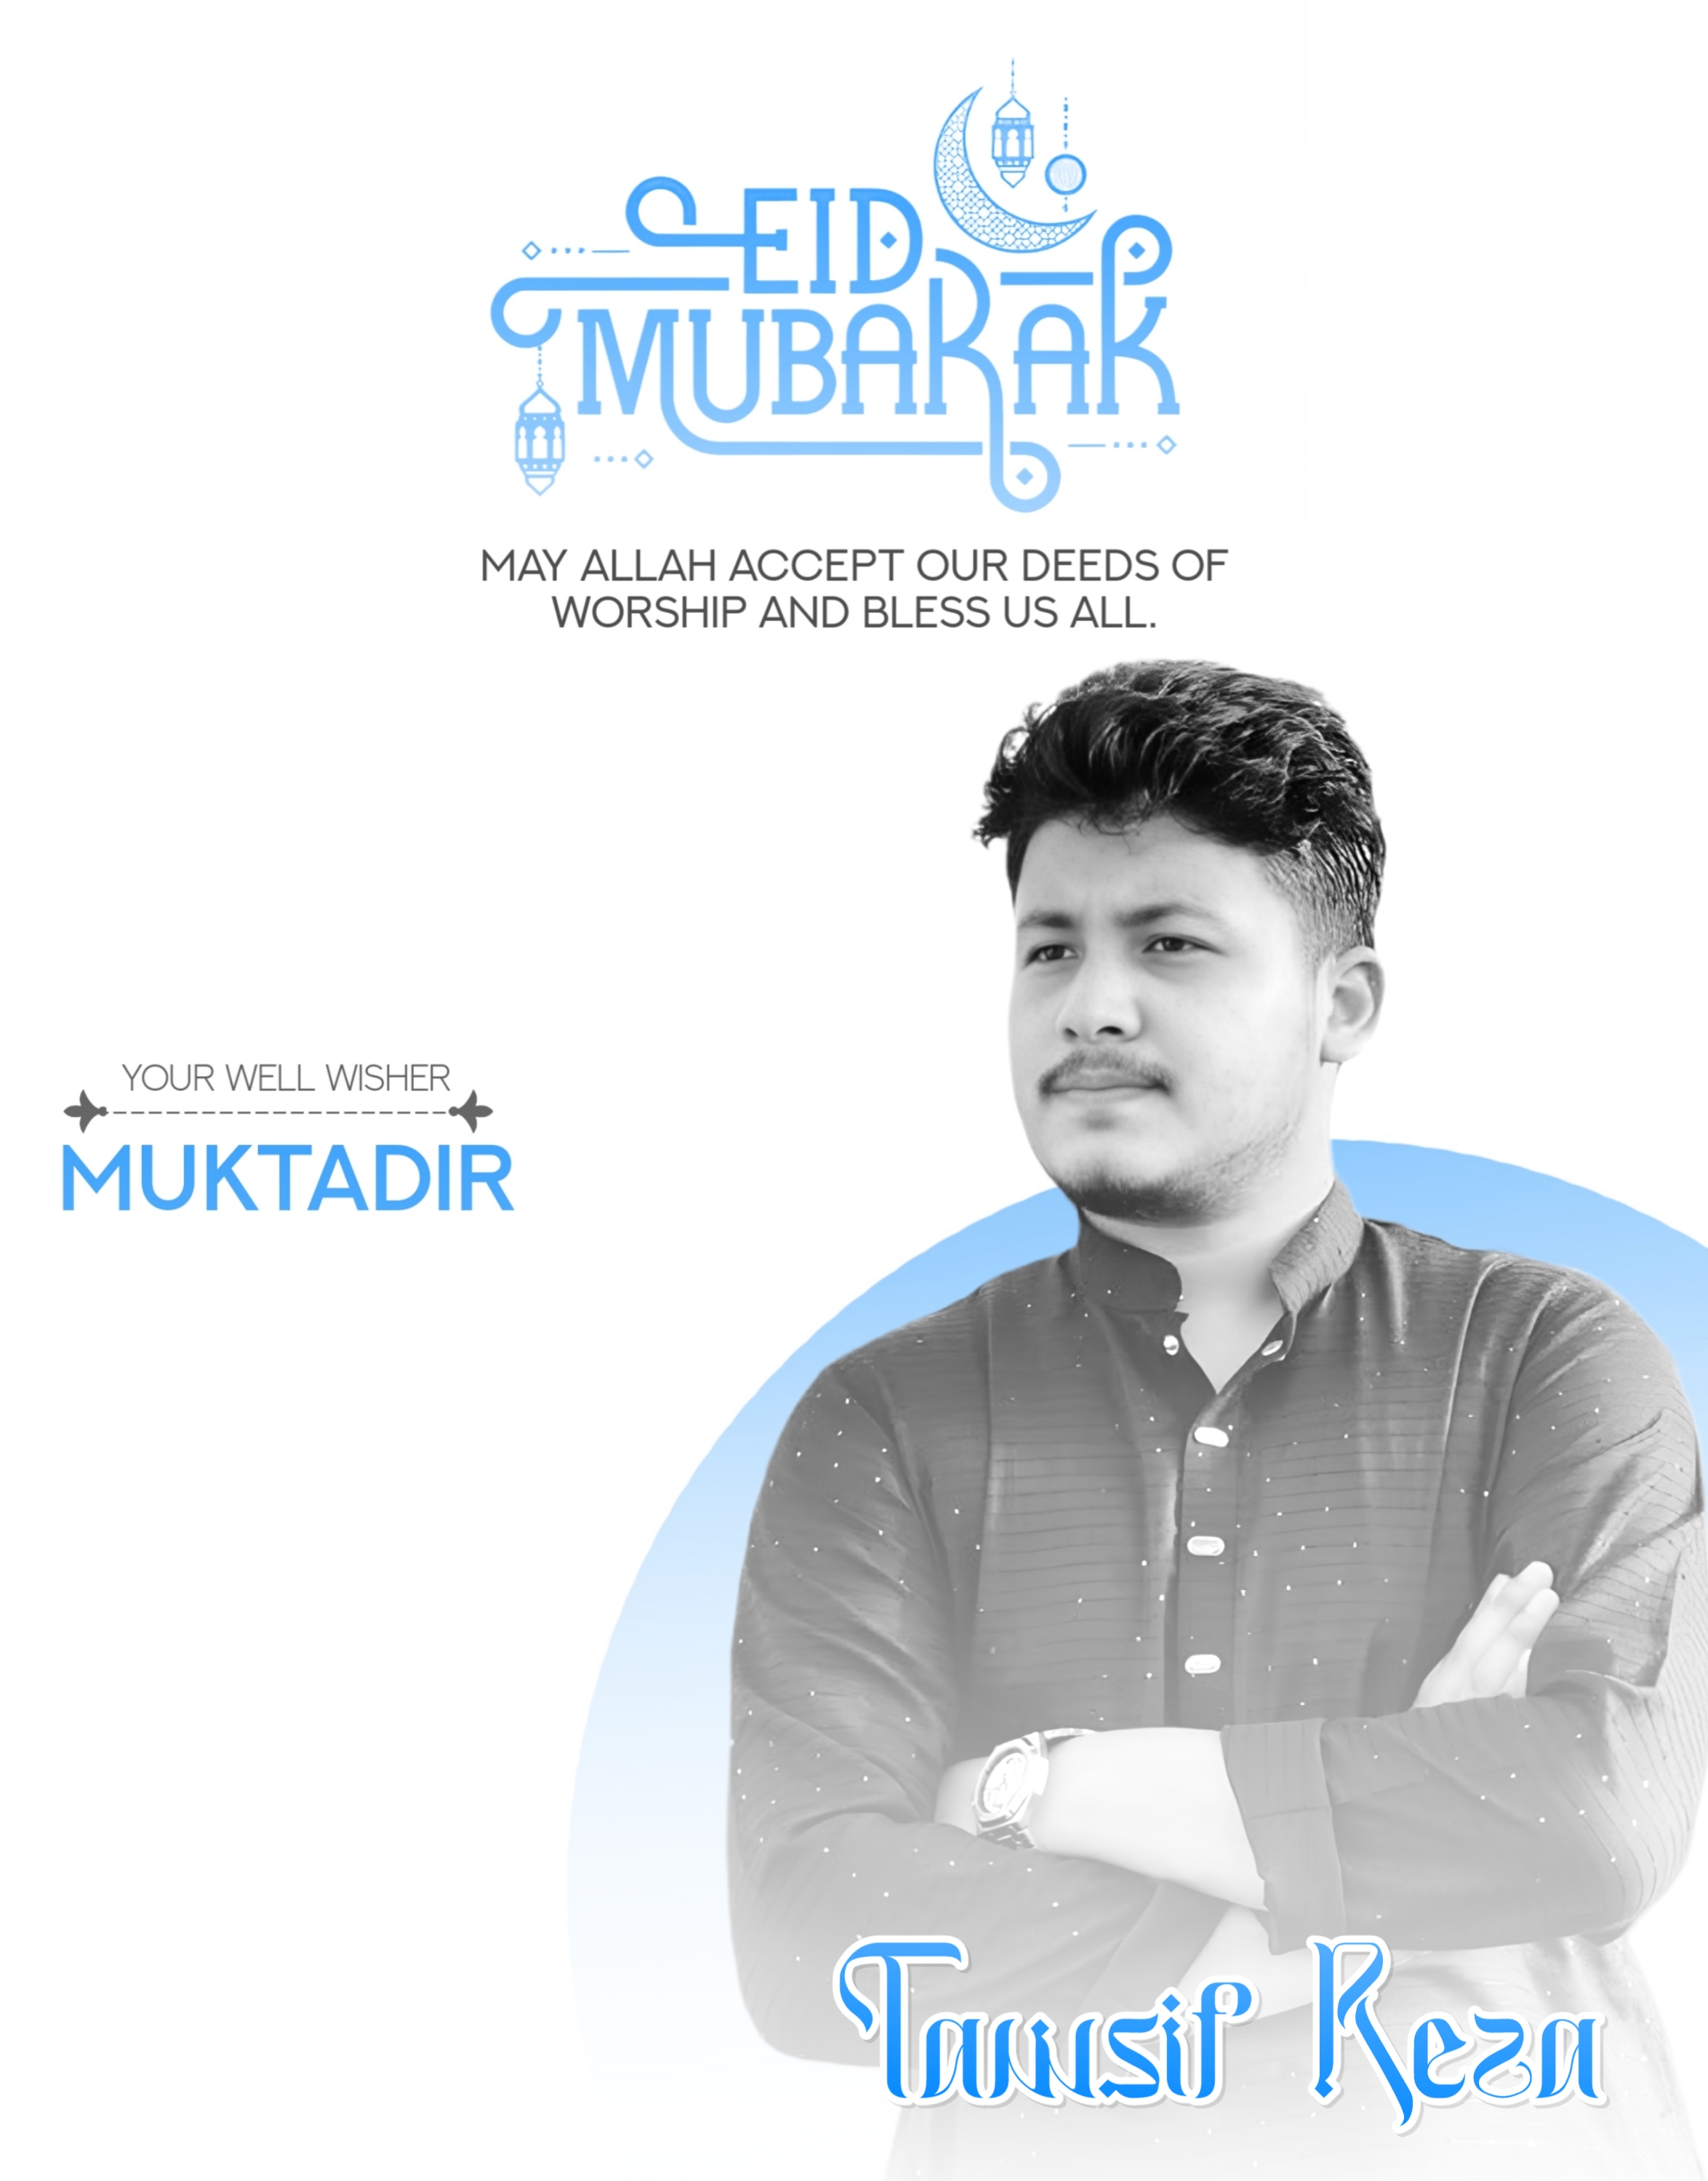 EID
MUBARAK
MAY ALLAH ACCEPT OUR DEEDS OF
WORSHIP AND BLESS US ALL.
YOUR WELL WISHER
MUKTADIR
Tawsif Reza